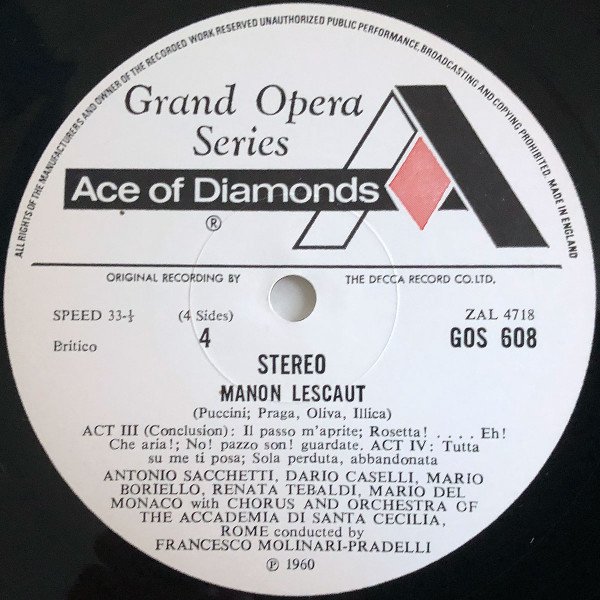 ALL RIGHTS OF THE MANUFACTURERS AND OWNER OF THE RECORDED WORK RESERVED UNAUTHORIZED PUBLIC PERFORMANCE, BROADCASTING AND COPYING PROHIBITED. MADE IN ENGLAND
Grand Opera
Series
Ace of Diamonds
®
ORIGINAL RECORDING BY THE DECCA RECORD CO.LTD.
SPEED 33-⅓ (4 Sides) ZAL 4718
4 GOS 608
Britico
STEREO
MANON LESCAUT
(Puccini; Praga, Oliva, Illica)
ACT III (Conclusion): Il passo m'aprite; Rosetta! . . . . Eh!
Che aria!; No! pazzo son! guardate. ACT IV: Tutta
su me ti posa; Sola perduta, abbandonata
ANTONIO SACCHETTI, DARIO CASELLI, MARIO
BORIELLO, RENATA TEBALDI, MARIO DEL
MONACO with CHORUS AND ORCHESTRA OF
THE ACCADEMIA DI SANTA CECILIA,
ROME conducted by
FRANCESCO MOLINARI-PRADELLI
℗ 1960